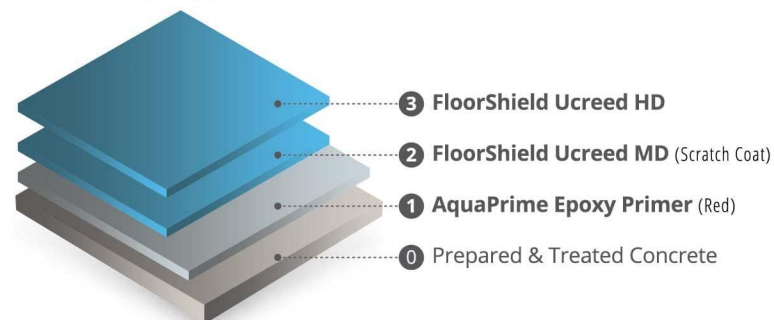 3 FloorShield Ucreed HD
2 FloorShield Ucreed MD (Scratch Coat)
1 AquaPrime Epoxy Primer (Red)
0 Prepared & Treated Concrete